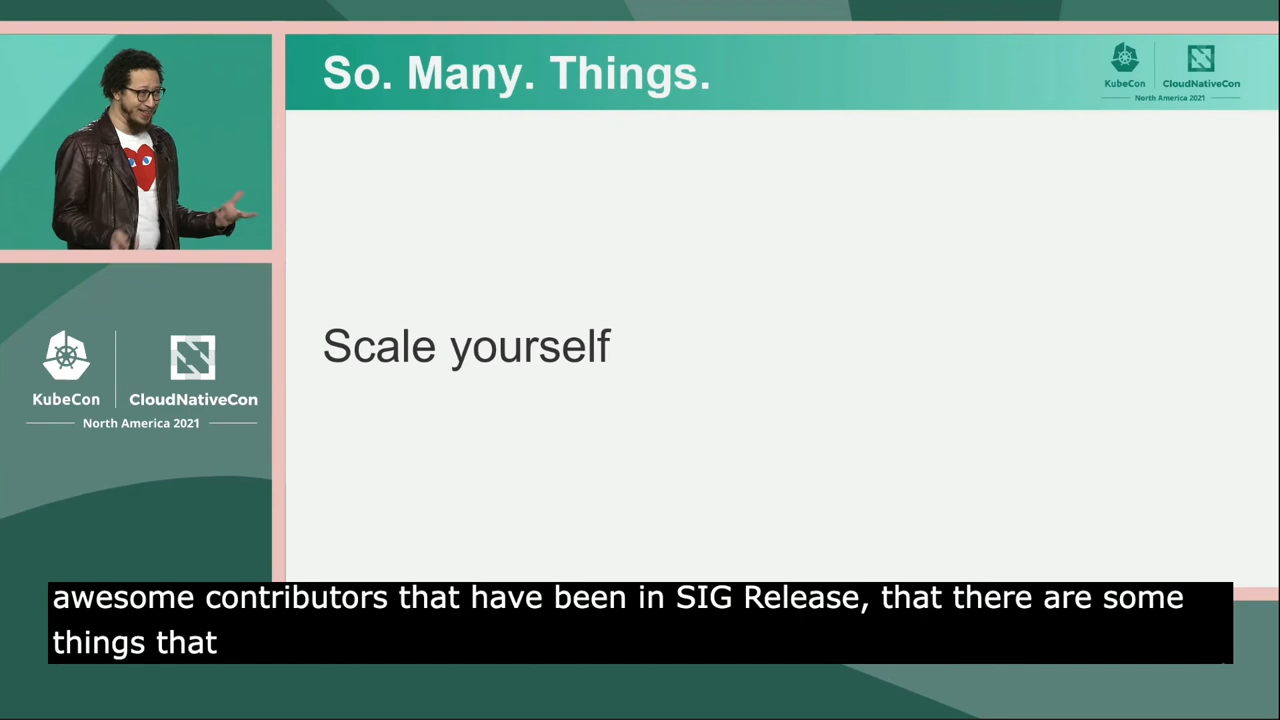 So. Many. Things.
KubeCon
CloudNativeCon
North America 2021
Scale yourself
KubeCon
CloudNativeCon
North America 2021
awesome contributors that have been in SIG Release, that there are some
things that